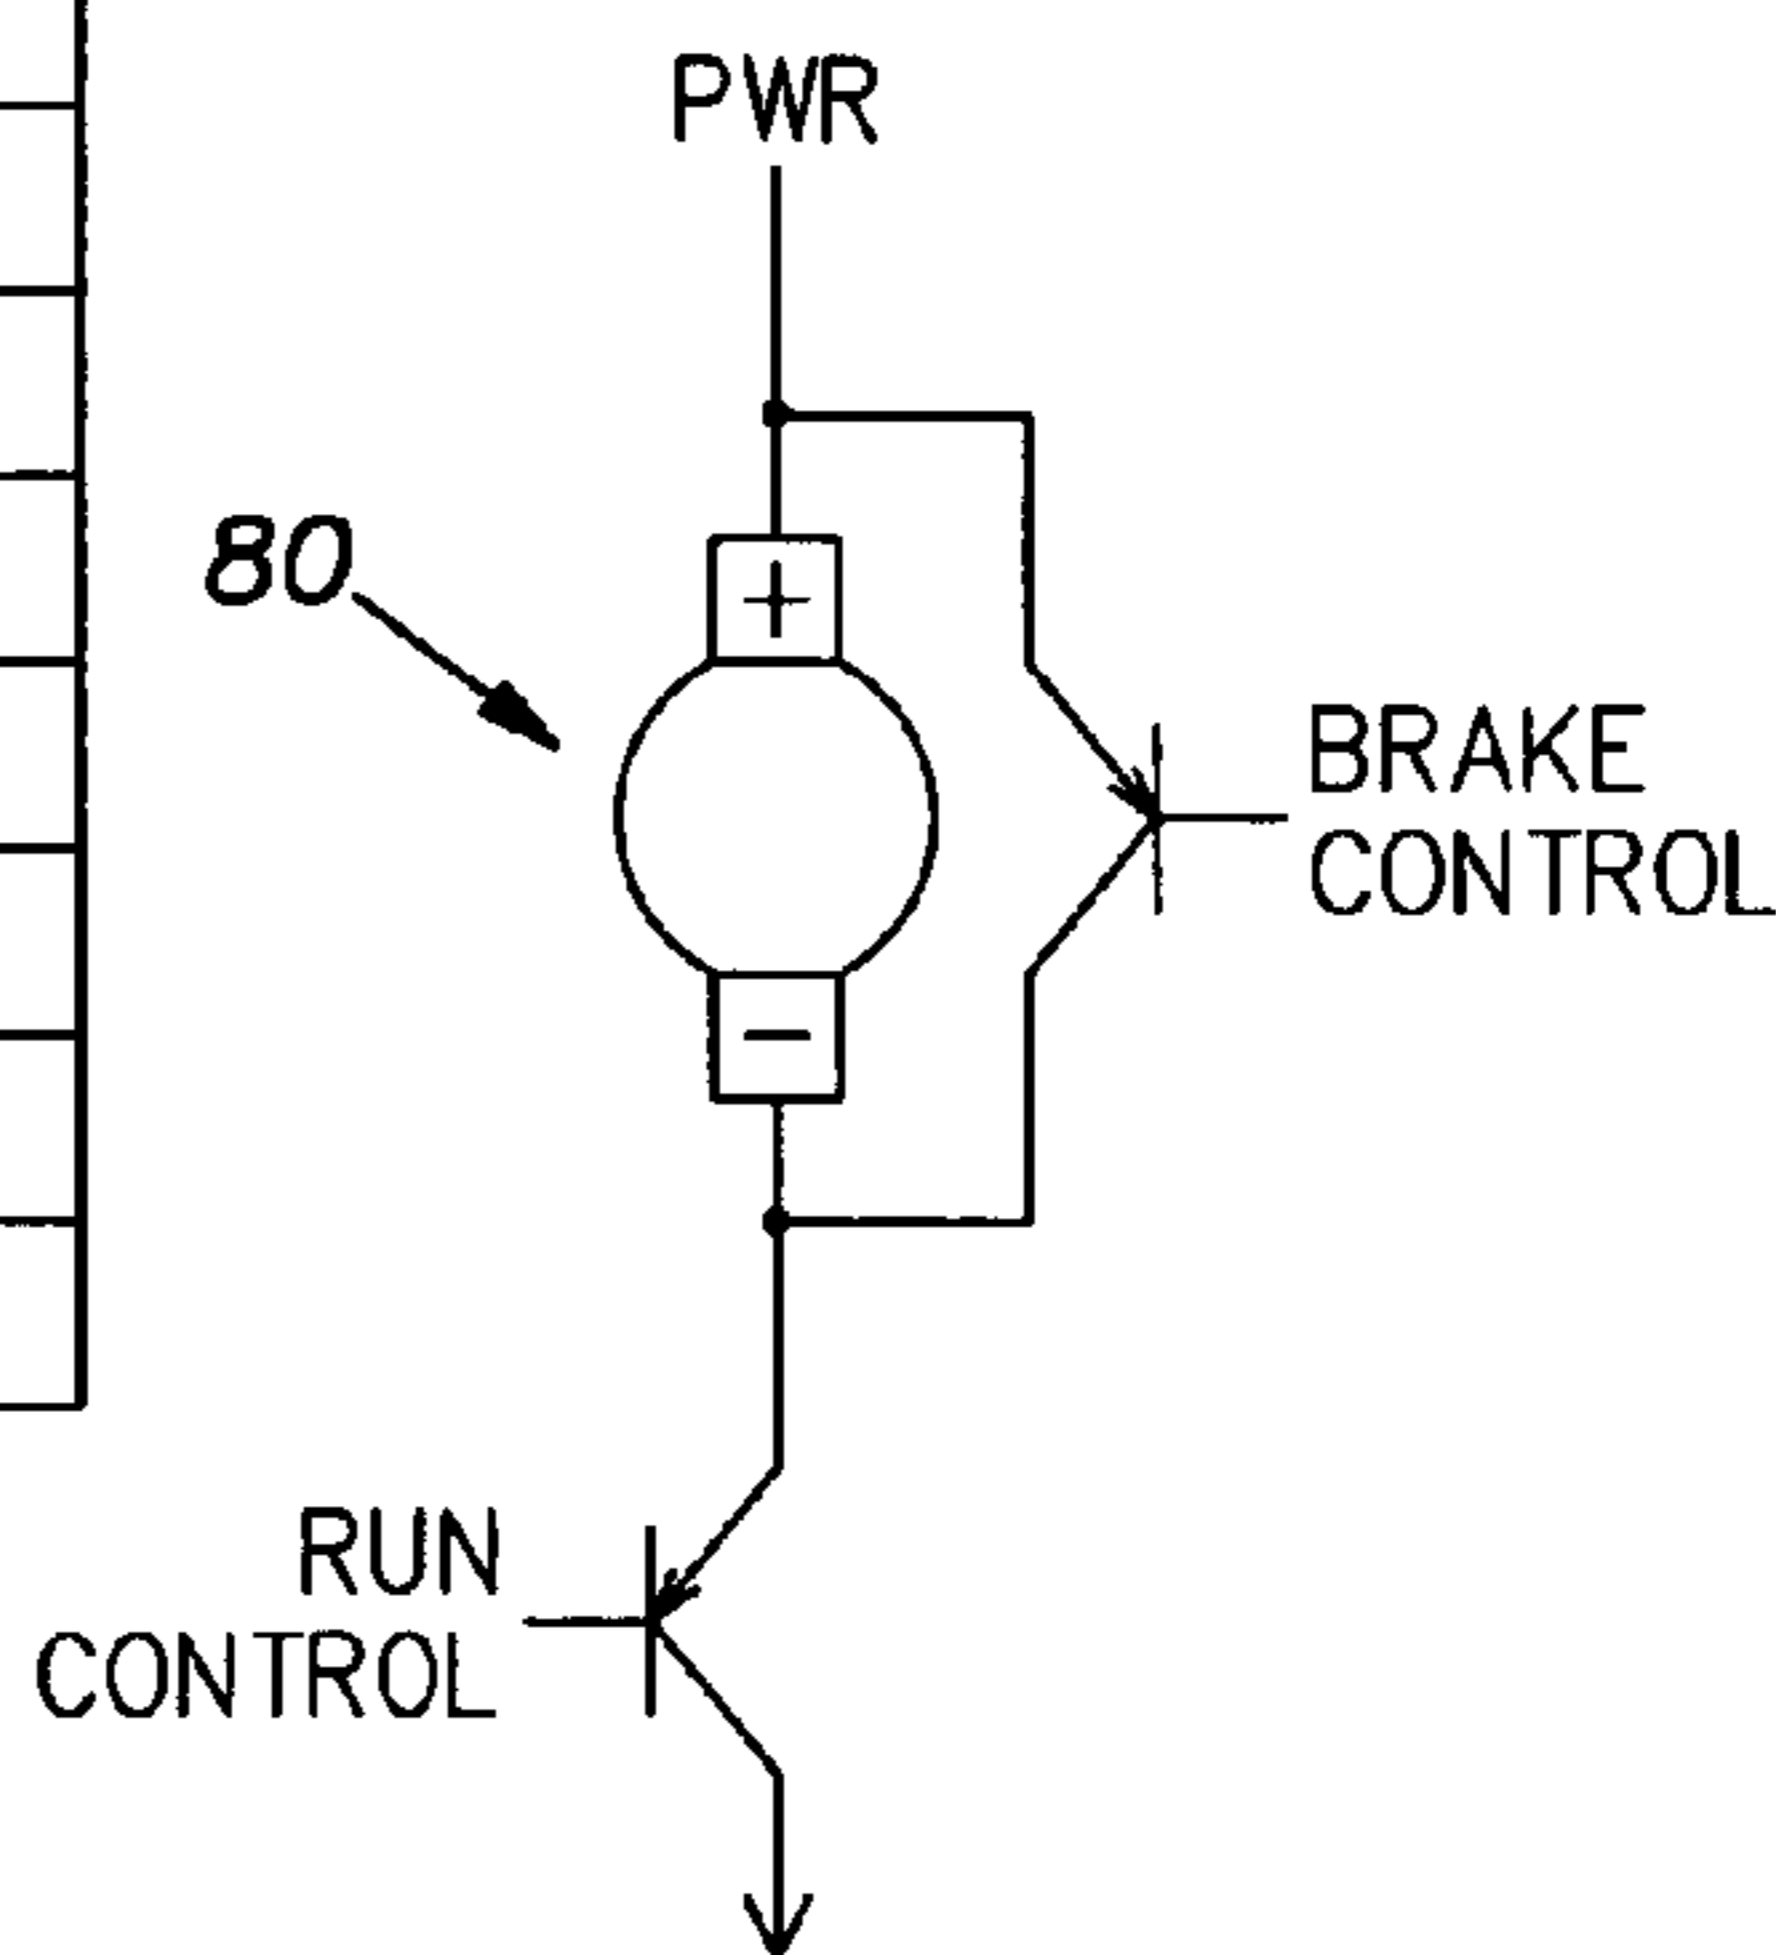 PWR
80
+
BRAKE
CONTROL
−
RUN
CONTROL